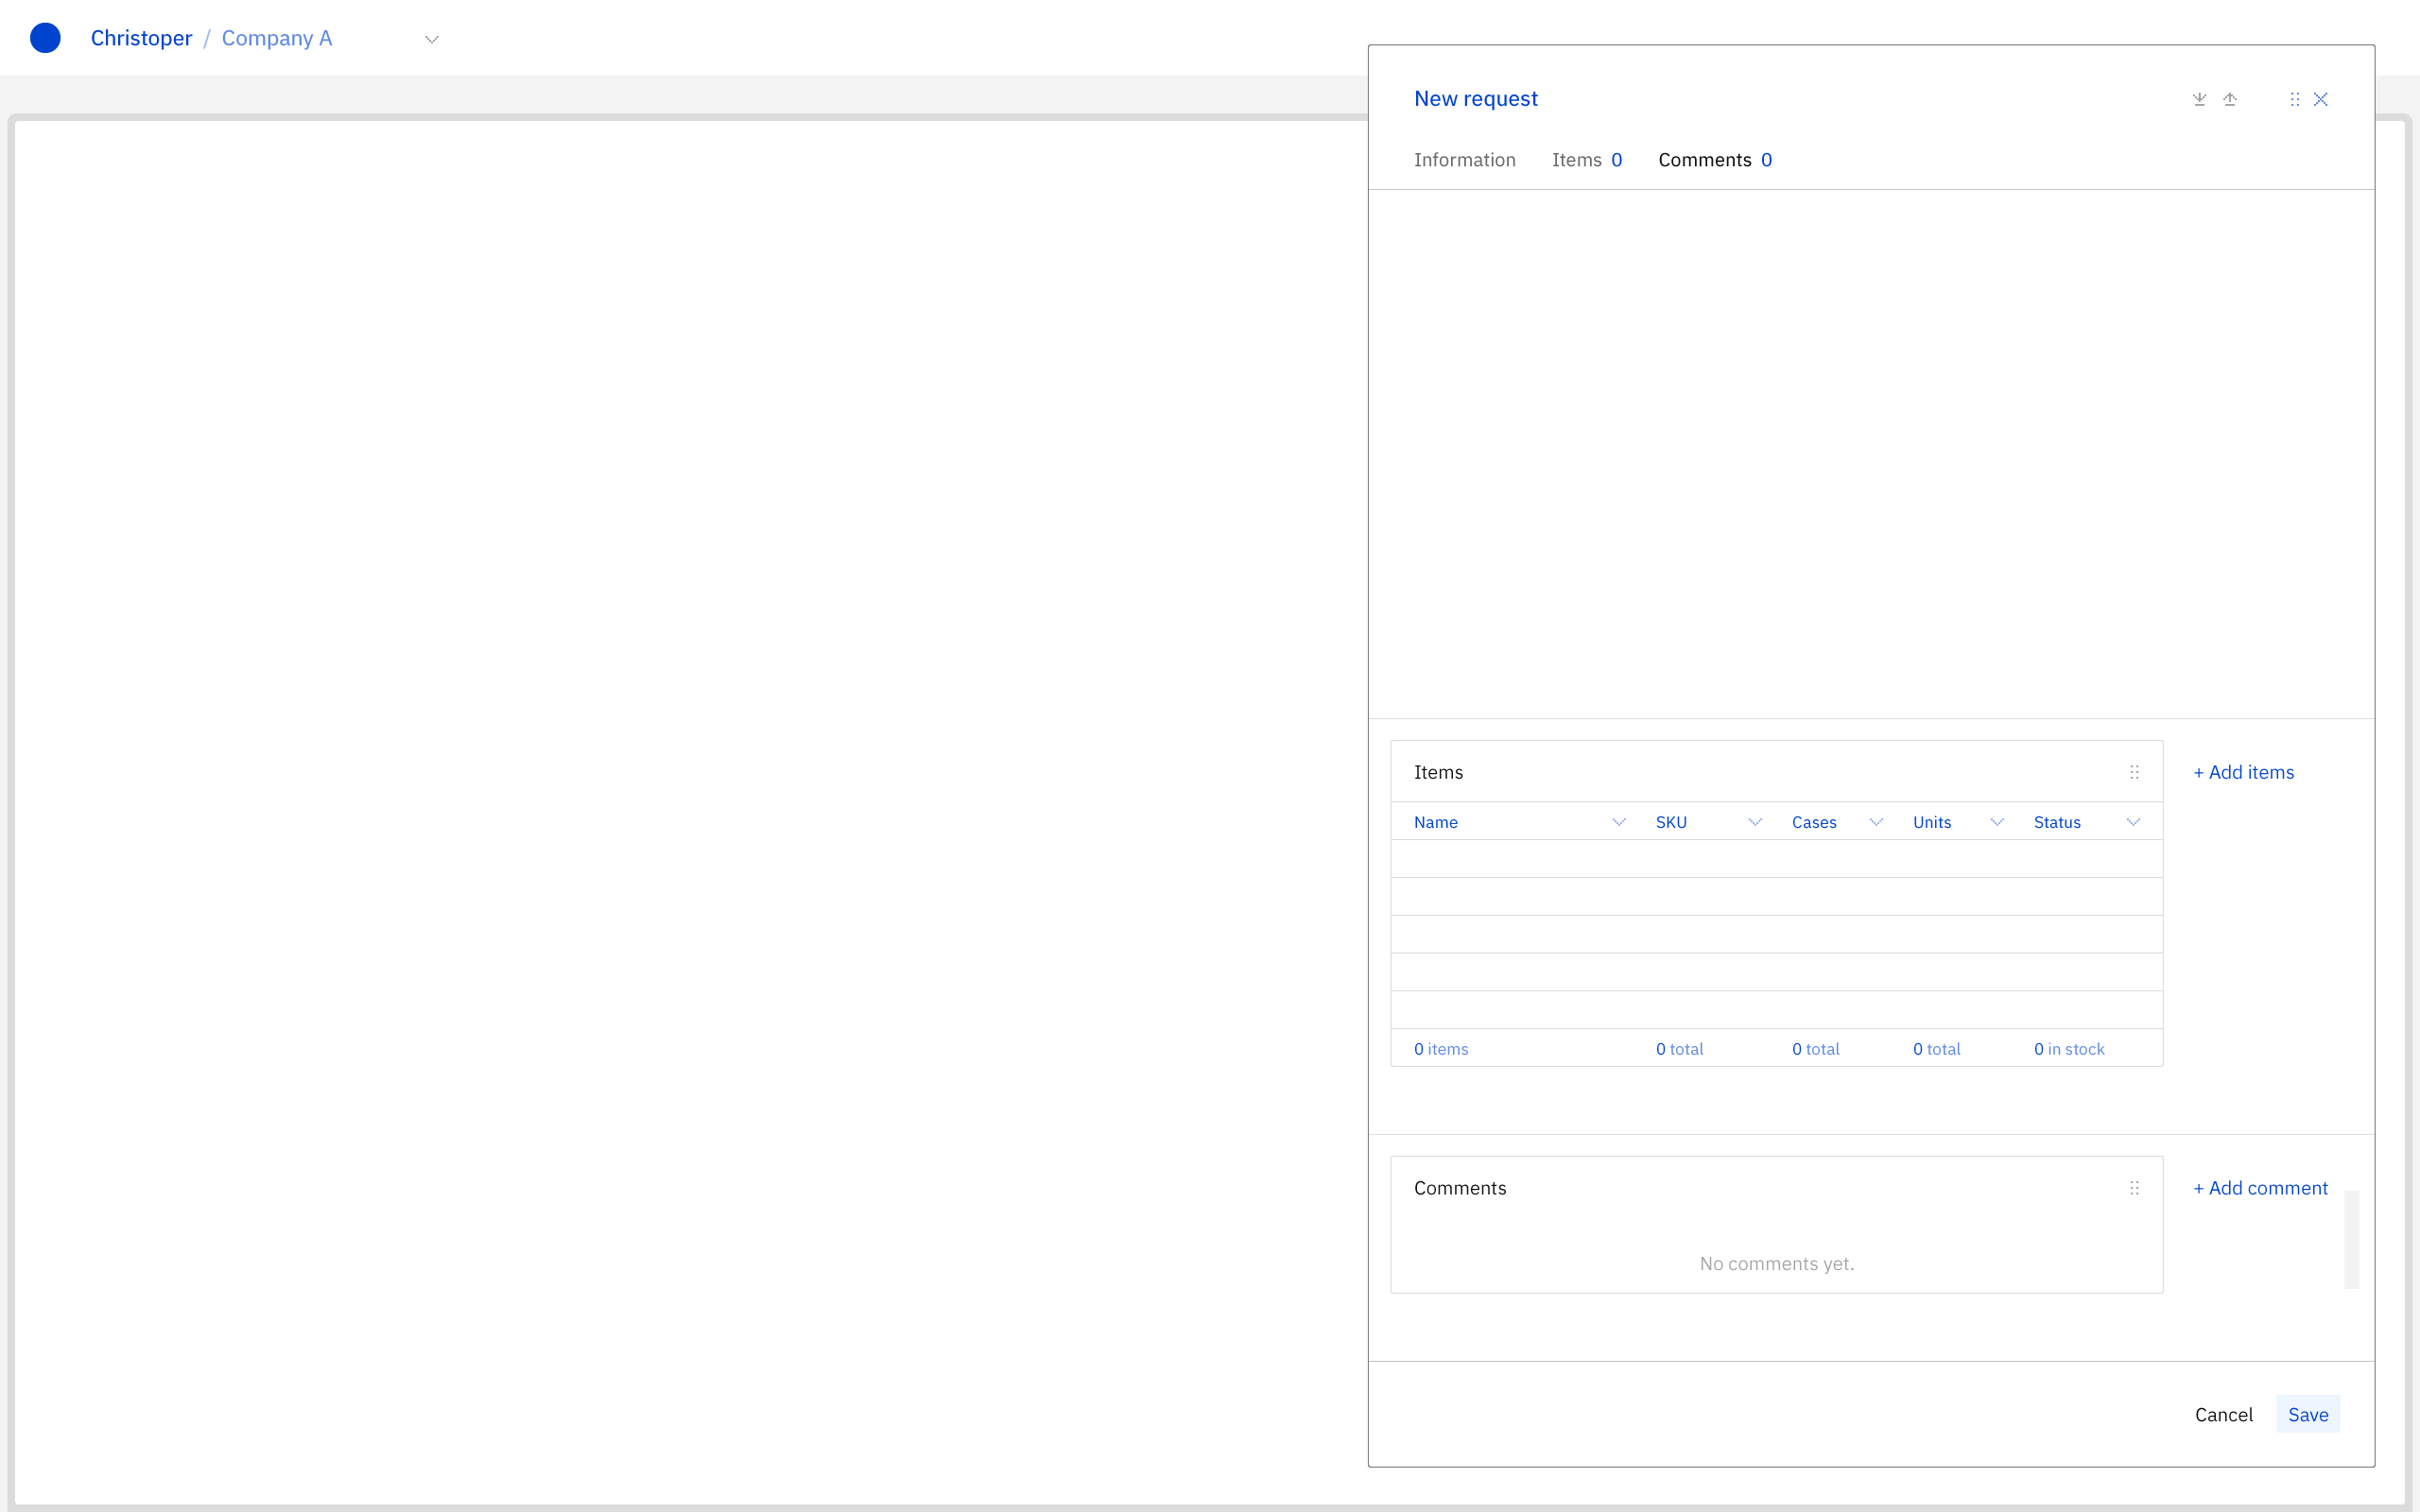 Christoper / Company A
New request
Information Items 0 Comments 0
Items
+ Add items
Name SKU Cases Units Status
0 items 0 total 0 total 0 total 0 in stock
Comments
+ Add comment
No comments yet.
Cancel Save